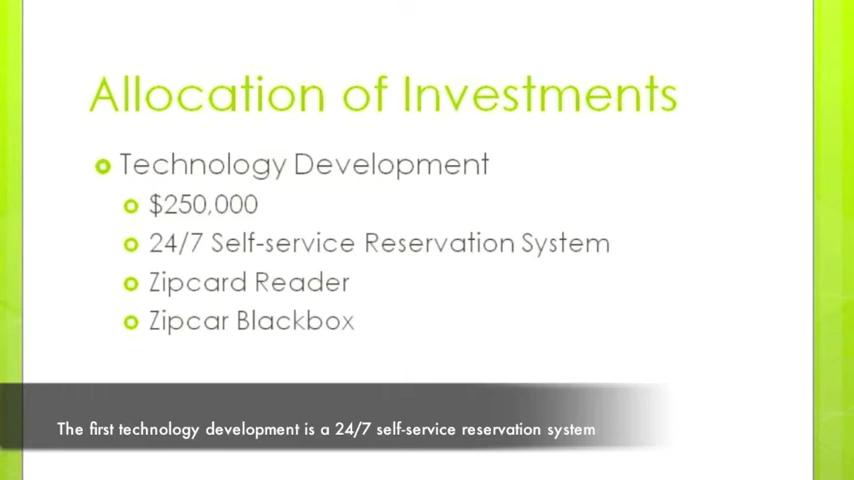 Allocation of Investments
Technology Development
$250,000
24/7 Self-service Reservation System
Zipcard Reader
Zipcar Blackbox
The first technology development is a 24/7 self-service reservation system